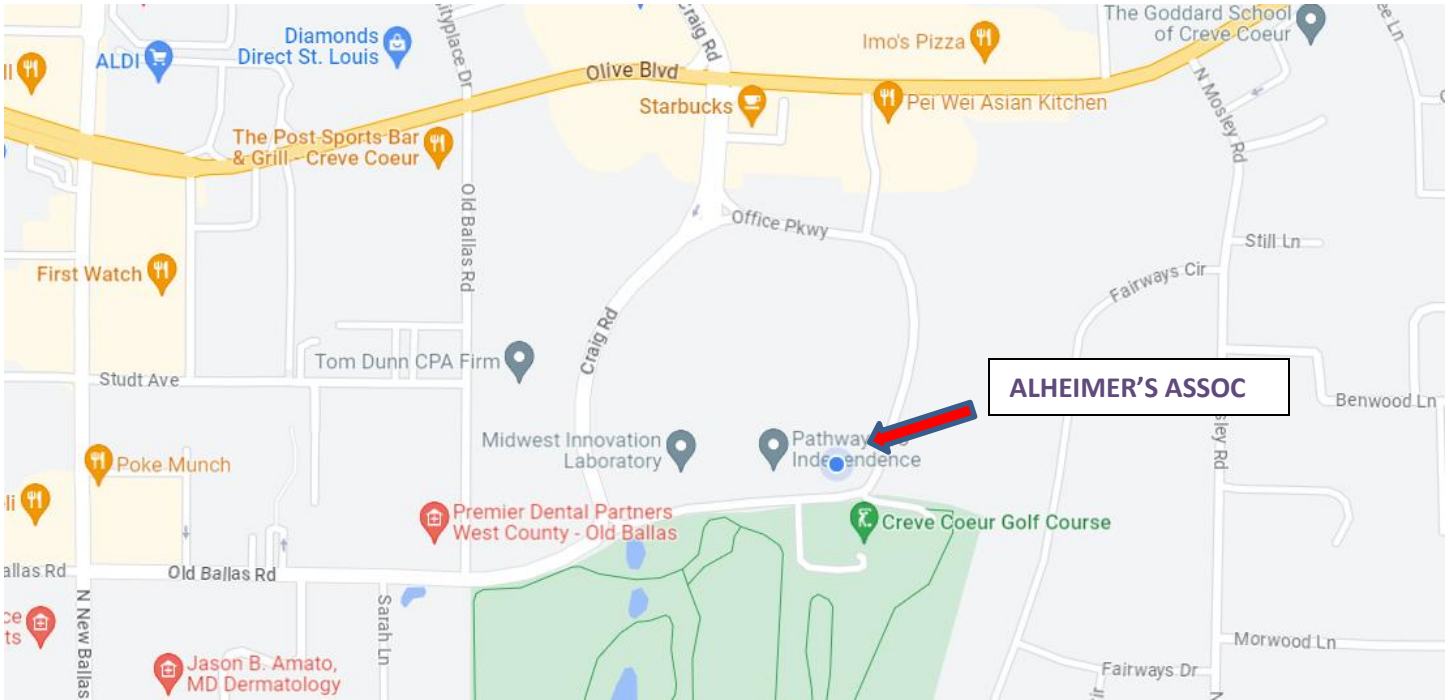 The Goddard School
of Creve Coeur
Diamonds
Direct St. Louis
ALDI
Cityplace Dr
Craig Rd
Imo's Pizza
Olive Blvd
Starbucks
Pei Wei Asian Kitchen
N Mosley Rd
The Post Sports Bar
& Grill - Creve Coeur
Old Ballas Rd
Office Pkwy
Still Ln
First Watch
Fairways Cir
Craig Rd
Tom Dunn CPA Firm
Studt Ave
ALHEIMER'S ASSOC
Benwood Ln
Midwest Innovation
Laboratory
Independence
Poke Munch
Premier Dental Partners
West County - Old Ballas
Creve Coeur Golf Course
Old Ballas Rd
N New Ballas
Sarah Ln
Jason B. Amato,
MD Dermatology
Morwood Ln
Fairways Dr